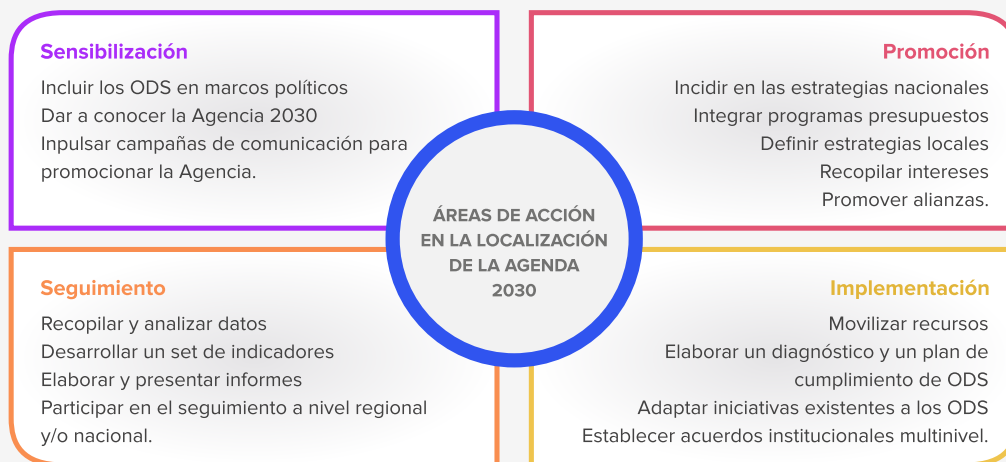 Sensibilización
Incluir los ODS en marcos políticos
Dar a conocer la Agencia 2030
Inpulsar campañas de comunicación para
promocionar la Agencia.
Promoción
Incidir en las estrategias nacionales
Integrar programas presupuestos
Definir estrategias locales
Recopilar intereses
Promover alianzas.
ÁREAS DE ACCIÓN
EN LA LOCALIZACIÓN
DE LA AGENDA
2030
Seguimiento
Recopilar y analizar datos
Desarrollar un set de indicadores
Elaborar y presentar informes
Participar en el seguimiento a nivel regional
y/o nacional.
Implementación
Movilizar recursos
Elaborar un diagnóstico y un plan de
cumplimiento de ODS
Adaptar iniciativas existentes a los ODS
Establecer acuerdos institucionales multinivel.